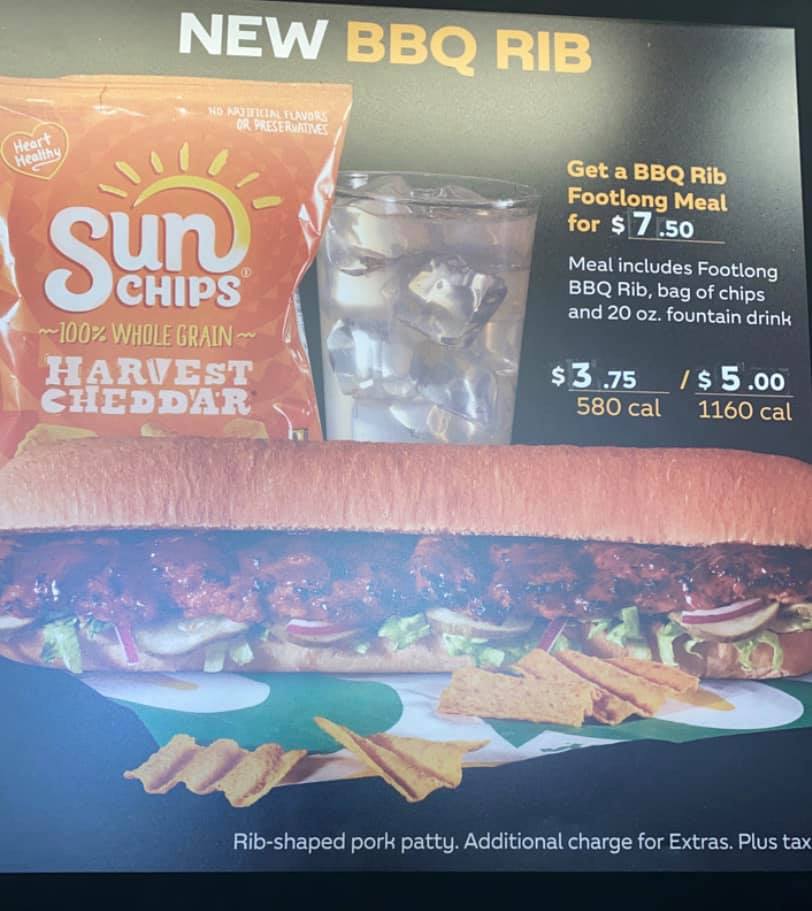 NEW BBQ RIB
NO ARTIFICIAL FLAVORS
OR PRESERVATIVES
Heart
Healthy
Sun
CHIPS®
~100% WHOLE GRAIN~
HARVEST
CHEDDAR
Get a BBQ Rib
Footlong Meal
for $7.50
Meal includes Footlong
BBQ Rib, bag of chips
and 20 oz. fountain drink
$3.75 / $5.00
580 cal 1160 cal
Rib-shaped pork patty. Additional charge for Extras. Plus tax